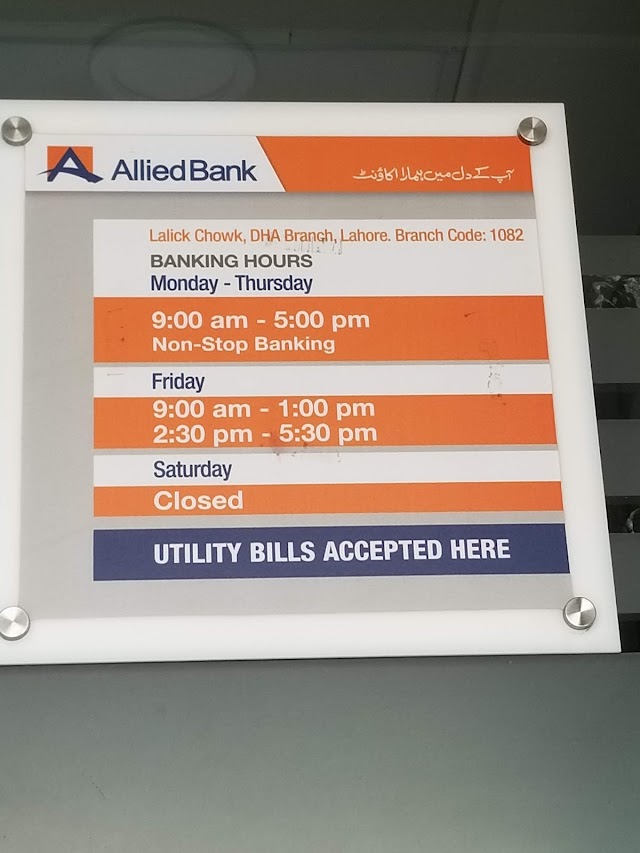 Allied Bank
آپ کے دل میں ہمارا اکاؤنٹ
Lalick Chowk, DHA Branch, Lahore. Branch Code: 1082
BANKING HOURS
Monday - Thursday
9:00 am - 5:00 pm
Non-Stop Banking
Friday
9:00 am - 1:00 pm
2:30 pm - 5:30 pm
Saturday
Closed
UTILITY BILLS ACCEPTED HERE